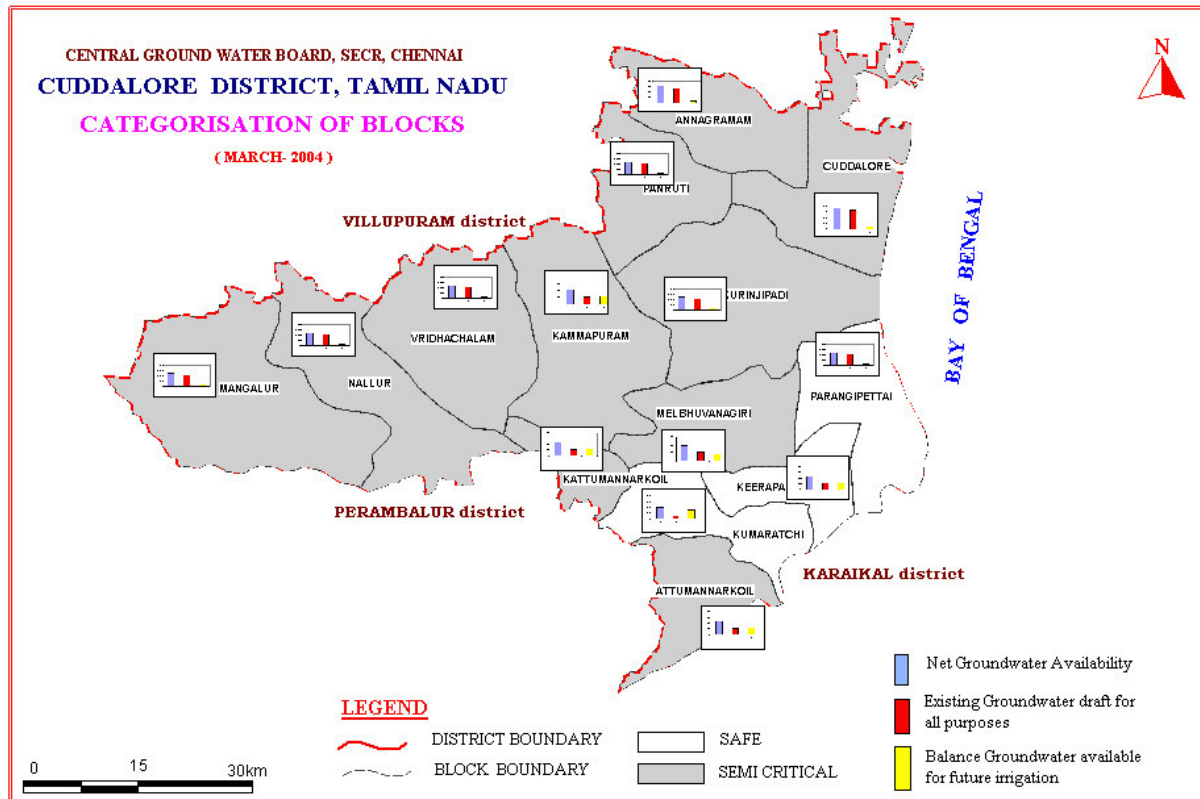 CENTRAL GROUND WATER BOARD, SECR, CHENNAI
CUDDALORE DISTRICT, TAMIL NADU
CATEGORISATION OF BLOCKS
( MARCH- 2004 )
N
ANNAGRAMAM
CUDDALORE
PANRUTI
VILLUPURAM district
BAY OF BENGAL
URINJIPADI
VRIDHACHALAM
KAMMAPURAM
MANGALUR
NALLUR
PARANGIPETTAI
MELBHUVANAGIRI
KATTUMANNARKOIL
KEERAPA
PERAMBALUR district
KUMARATCHI
KARAIKAL district
ATTUMANNARKOIL
Net Groundwater Availability
Existing Groundwater draft for
all purposes
Balance Groundwater available
for future irrigation
LEGEND
DISTRICT BOUNDARY
SAFE
BLOCK BOUNDARY
SEMI CRITICAL
0 15 30km